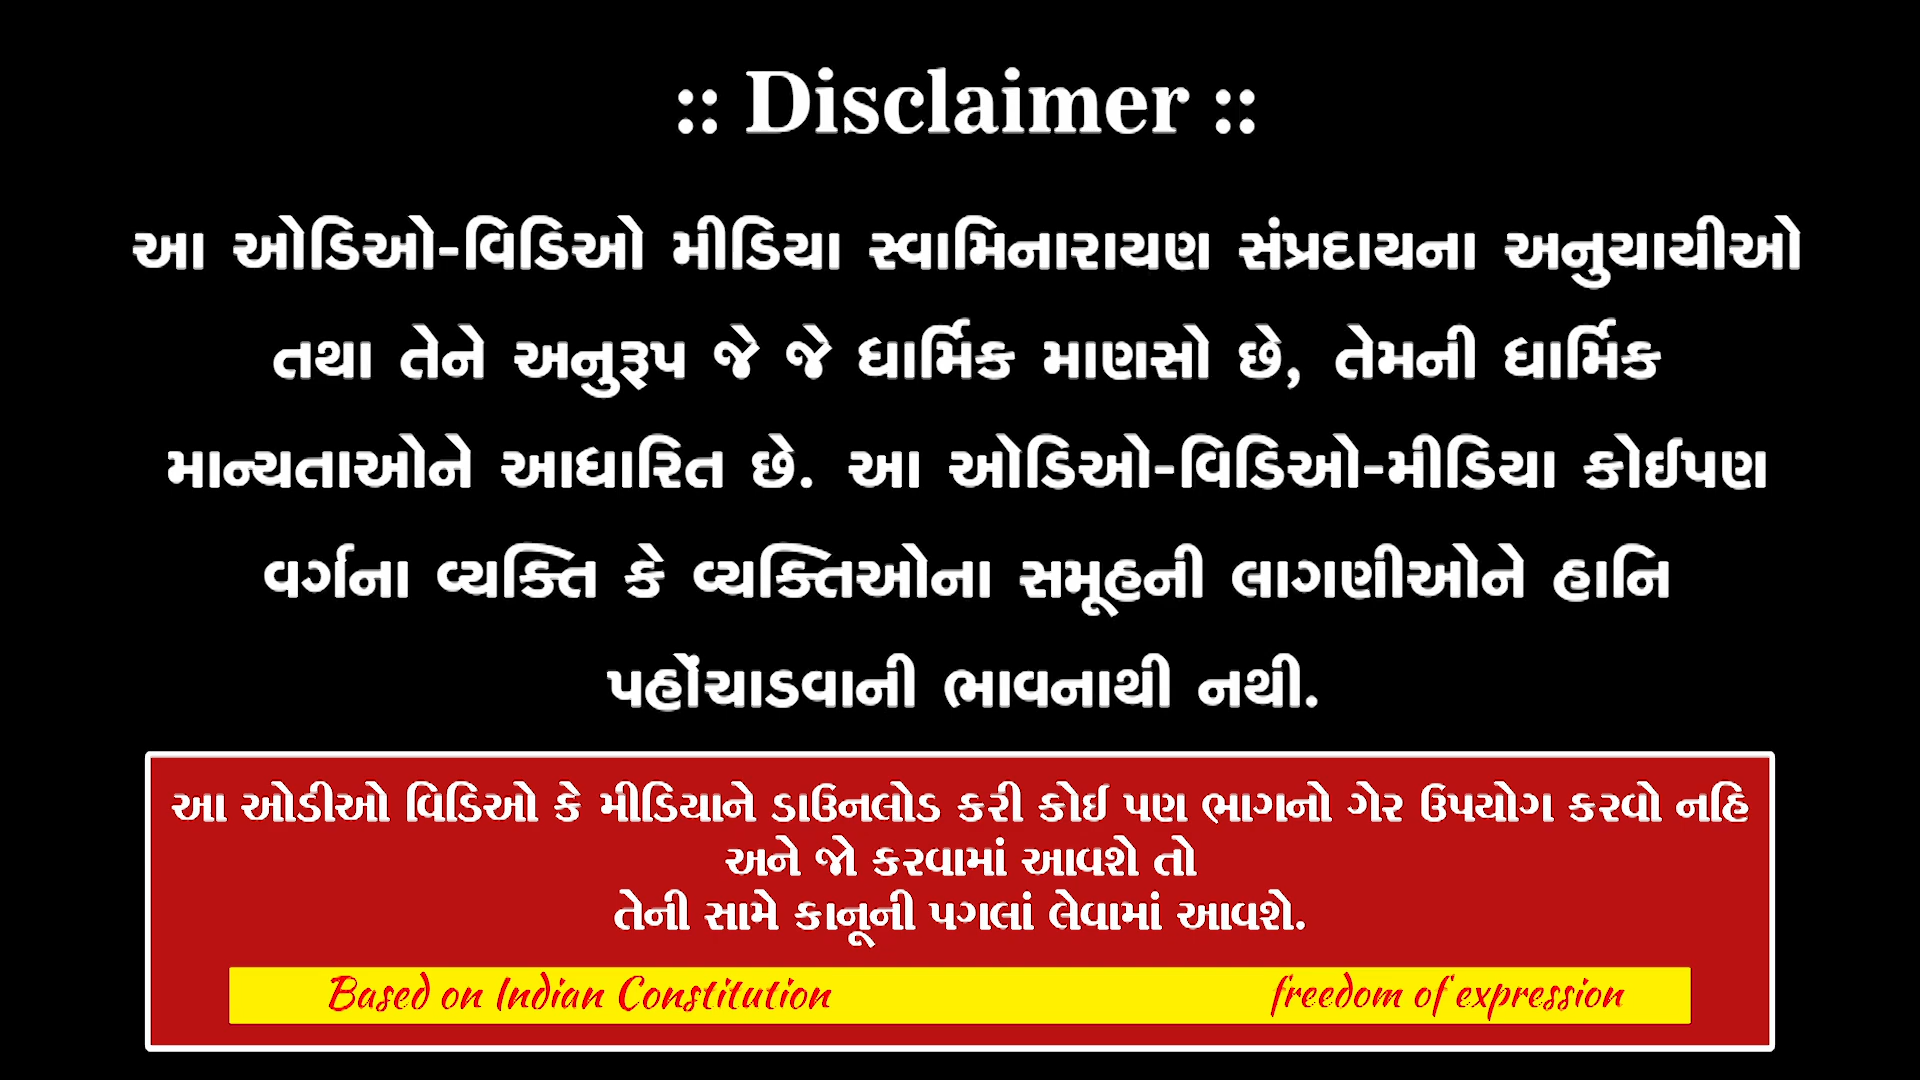 :: Disclaimer ::
આ ઓડિઓ-વિડિઓ મીડિયા સ્વામિનારાયણ સંપ્રદાયના અનુયાયીઓ
તથા તેને અનુરૂપ જે જે ધાર્મિક માણસો છે, તેમની ધાર્મિક
માન્યતાઓને આધારિત છે. આ ઓડિઓ-વિડિઓ-મીડિયા કોઈપણ
વર્ગના વ્યક્તિ કે વ્યક્તિઓના સમૂહની લાગણીઓને હાનિ
પહોંચાડવાની ભાવનાથી નથી.
આ ઓડીઓ વિડિઓ કે મીડિયાને ડાઉનલોડ કરી કોઈ પણ ભાગનો ગેર ઉપયોગ કરવો નહિ
અને જો કરવામાં આવશે તો
તેની સામે કાનૂની પગલાં લેવામાં આવશે.
Based on Indian Constitution freedom of expression